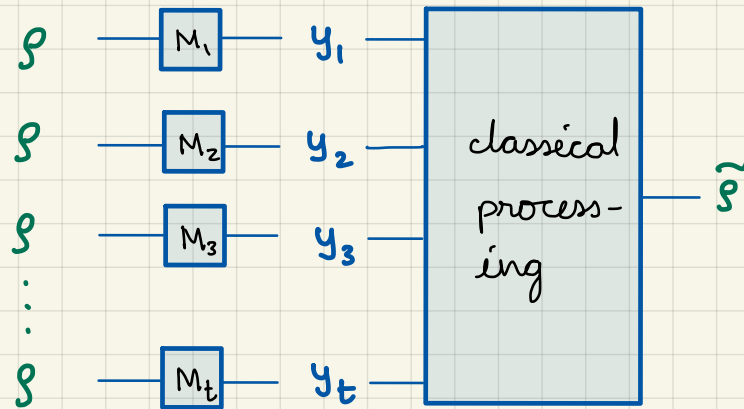 ρ M₁ y₁
ρ M₂ y₂
classical
process-
ρ̃
ρ M₃ y₃
ing
⋮
ρ Mₜ yₜ